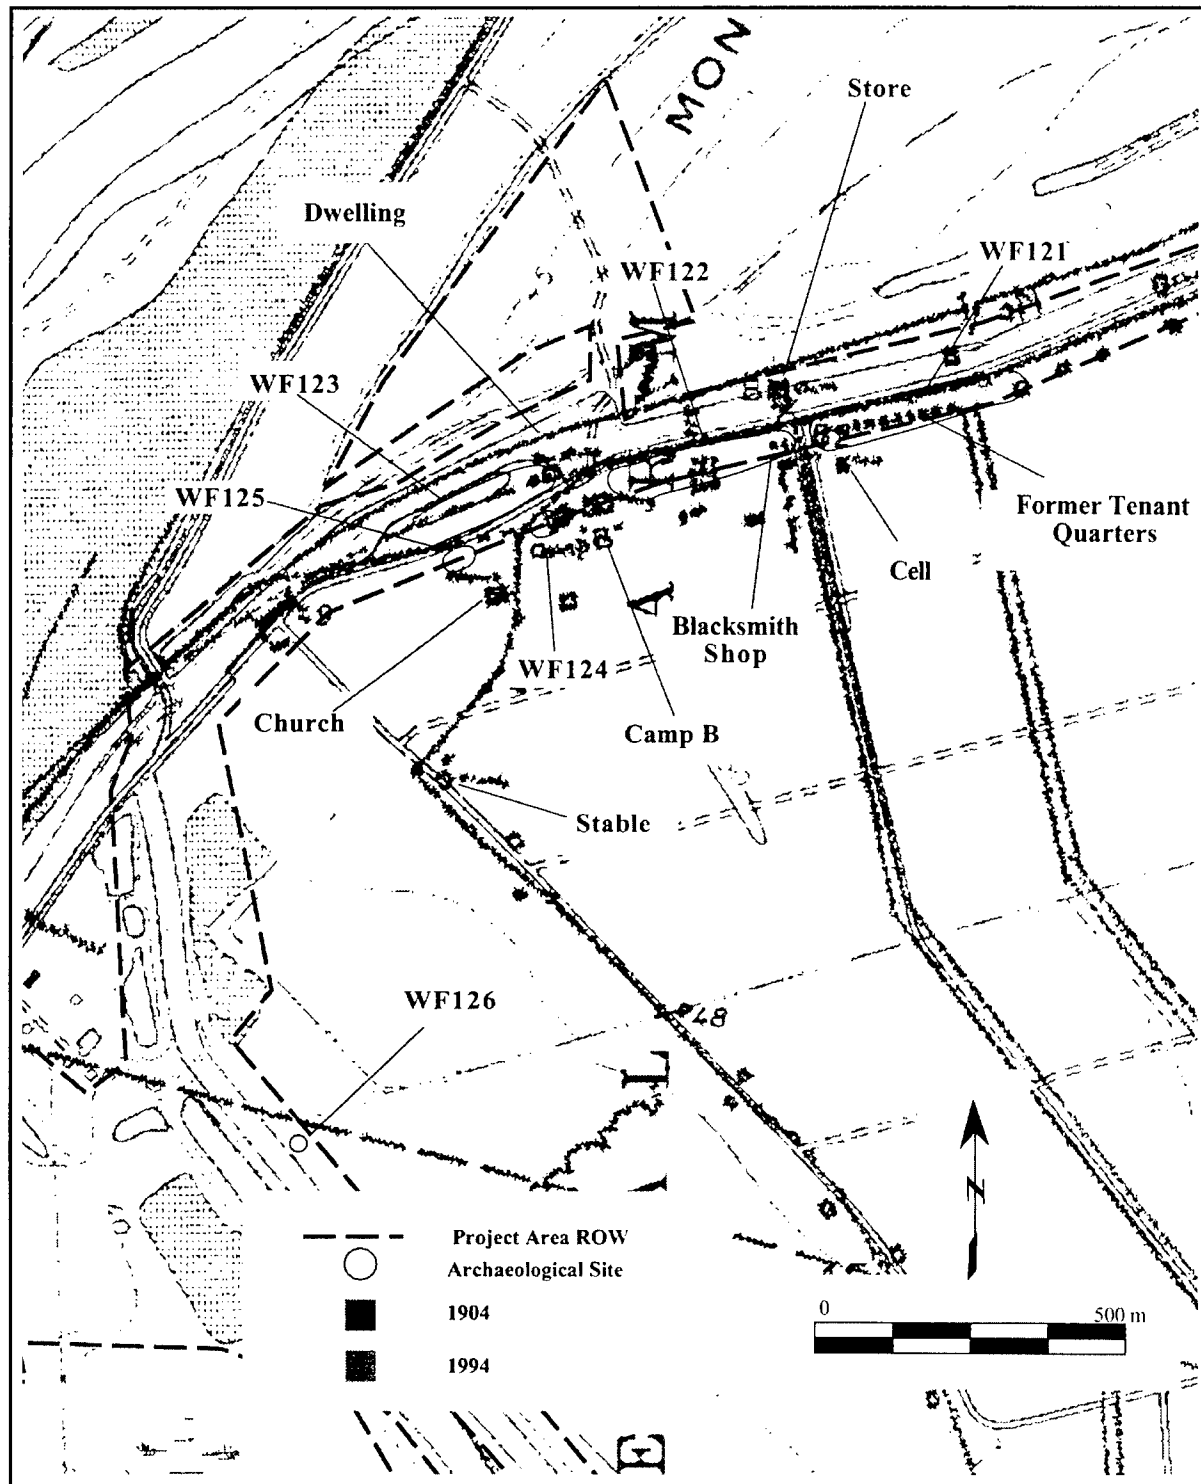 MON
Store
Dwelling
WF121
WF122
WF123
WF125
Former Tenant
Quarters
Cell
Blacksmith
Shop
WF124
Church
Camp B
Stable
48
WF126
L
A
N
Project Area ROW
Archaeological Site
1904
1994
0
500 m
E